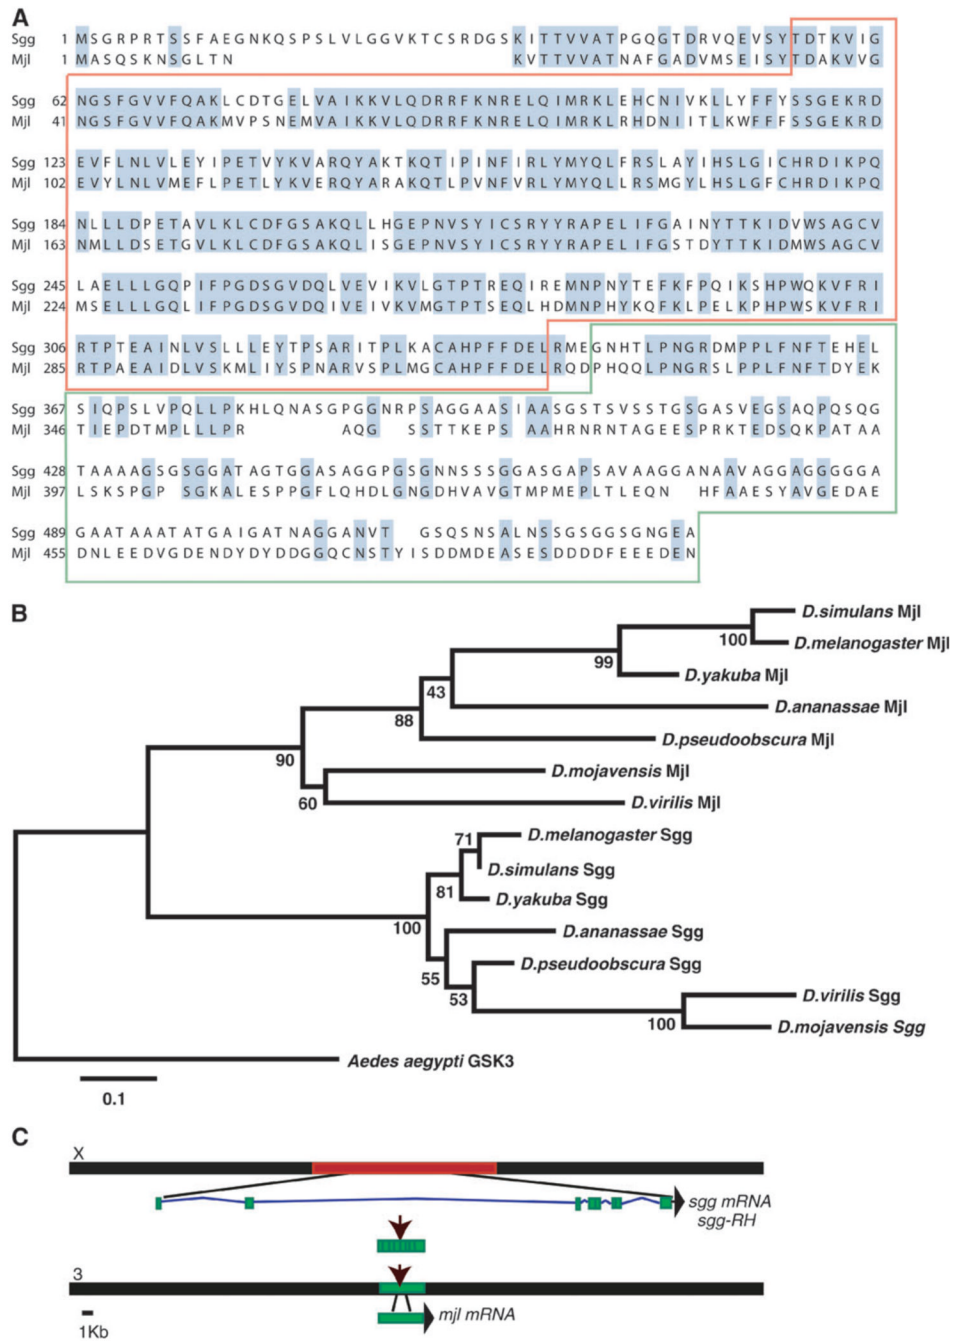 A
Sgg 1 MSGRPRTSSFAEGNKQSPSLVLGGVKTCSRDGSKITTVVATPGQGTDRVQEVSYTDTKVIG
Mjl 1 MASQSKNSGLTN KVTTVVATNAFGADVMSEISYTDAKVVG
Sgg 62 NGSFGVVFQAKLCDTGELVAIKKVLQDRRFKNRELQIMRKLEHCNIVKLLYFFYSSGEKRD
Mjl 41 NGSFGVVFQAKMVPSNEMVAIKKVLQDRRFKNRELQIMRKLRHDNIITLKWFFFSSGEKRD
Sgg 123 EVFLNLVLEYIPETVYKVARQYAKTKQTIPINFIRLYMYQLFRSLAYIHSLGICHRDIKPQ
Mjl 102 EVYLNLVMEFLPETLYKVERQYARAKQTLPVNFVRLYMYQLLRSMGYLHSLGFCHRDIKPQ
Sgg 184 NLLLDPETAVLKLCDFGSAKQLLHGEPNVSYICSRYYRAPELIFGAINYTTKIDVWSAGCV
Mjl 163 NMLLDSETGVLKLCDFGSAKQLISGEPNVSYICSRYYRAPELIFGSTDYTTKIDMWSAGCV
Sgg 245 LAELLLGQPIFPGDSGVDQLVEVIKVLGTPTREQIREMNPNYTEFKFPQIKSHPWQKVFRI
Mjl 224 MSELLLGQLIFPGDSGVDQIVEIVKVMGTPTSEQLHDMNPHYKQFKLPELKPHPWSKVFRI
Sgg 306 RTPTEAINLVSLLLEYTPSARITPLKACAHPFFDELRMEGNHTLPNGRDMPPLFNFTEHEL
Mjl 285 RTPAEAIDLVSKMLIYSPNARVSPLMGCAHPFFDELRQDPHQQLPNGRSLPPLFNFTDYEK
Sgg 367 SIQPSLVPQLLPKHLQNASGPGGNRPSAGGAASIAASGSTSVSSTGSGASVEGSAQPQSQG
Mjl 346 TIEPDTMPLLLPR AQG SSTTKEPS AAHRNRNTAGEESPRKTEDSQKPATAA
Sgg 428 TAAAAGSGSGGATAGTGGASAGGPGSGNNSSSGGASGAPSAVAAGGANAAVAGGAGGGGGA
Mjl 397 LSKSPGP SGKALESPPGFLQHDLGNGDHVAVGTMPMEPLTLEQN HFAAESYAVGEDAE
Sgg 489 GAATAAATATGAIGATNAGGANVT GSQSNSALNSSGSGGSGNGEA
Mjl 455 DNLEEDVGDENDYDYDDGGQCNSTYISDDMDEASESDDDDFEEEDEN
B
D.simulans Mjl
100
D.melanogaster Mjl
99
D.yakuba Mjl
43
D.ananassae Mjl
88
D.pseudoobscura Mjl
90
D.mojavensis Mjl
60
D.virilis Mjl
71
D.melanogaster Sgg
D.simulans Sgg
81
D.yakuba Sgg
100
D.ananassae Sgg
55
D.pseudoobscura Sgg
53
D.virilis Sgg
100
D.mojavensis Sgg
Aedes aegypti GSK3
0.1
C
X
sgg mRNA
sgg-RH
3
mjl mRNA
1Kb